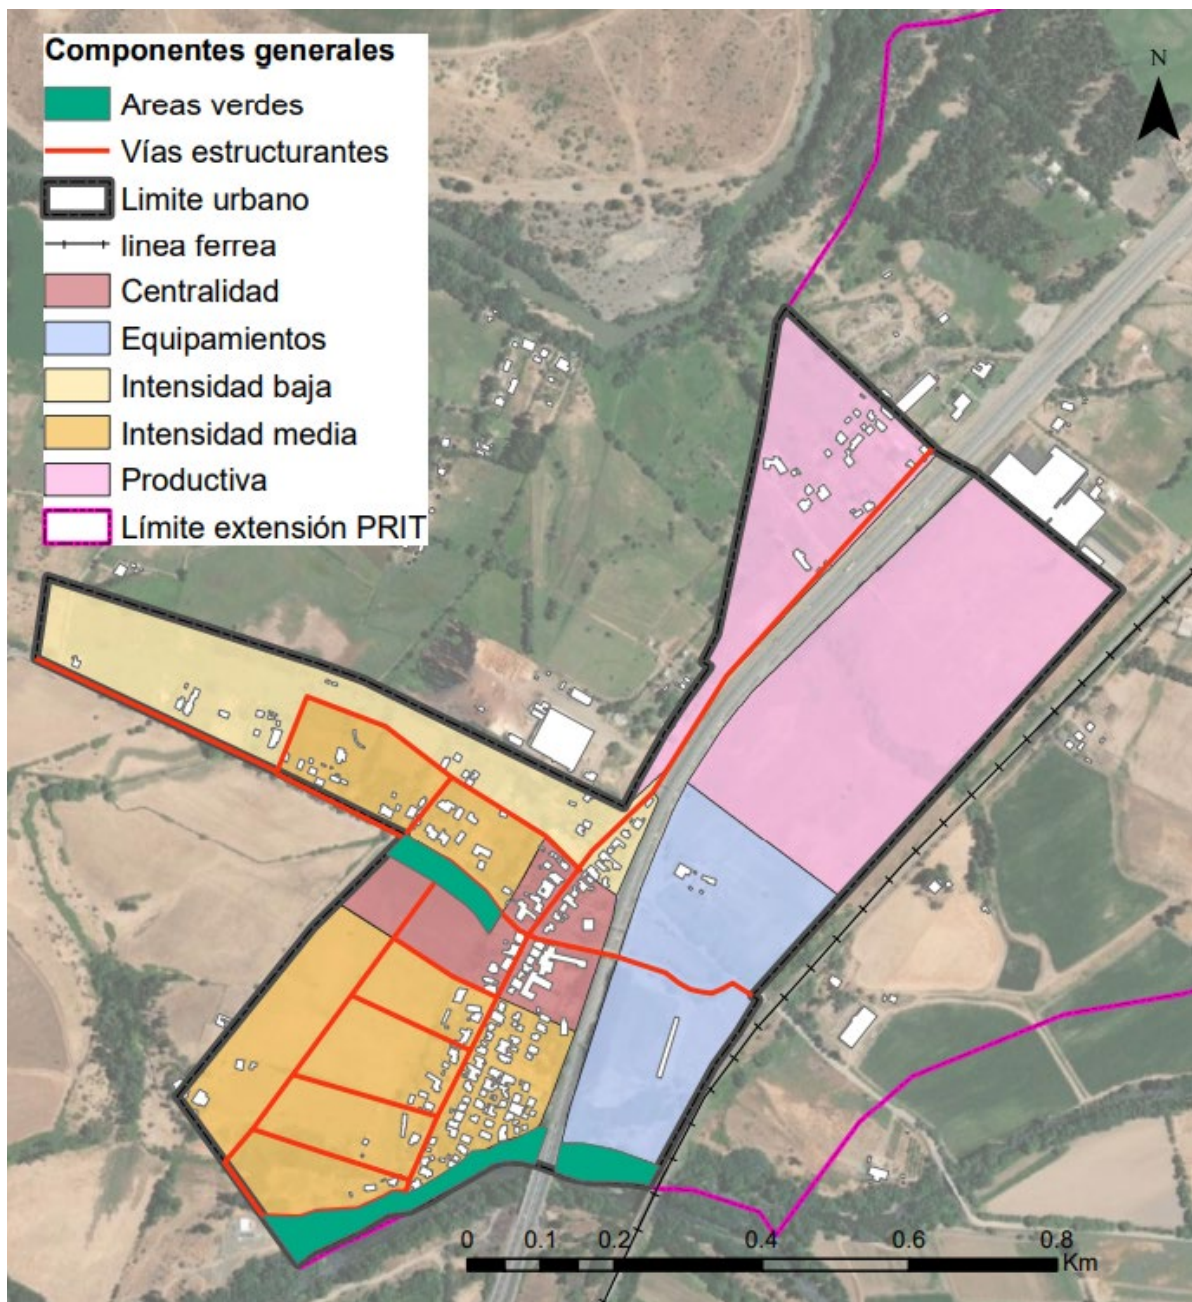 Componentes generales
Areas verdes
Vías estructurantes
Limite urbano
linea ferrea
Centralidad
Equipamientos
Intensidad baja
Intensidad media
Productiva
Límite extensión PRIT
N
0 0.1 0.2 0.4 0.6 0.8
Km